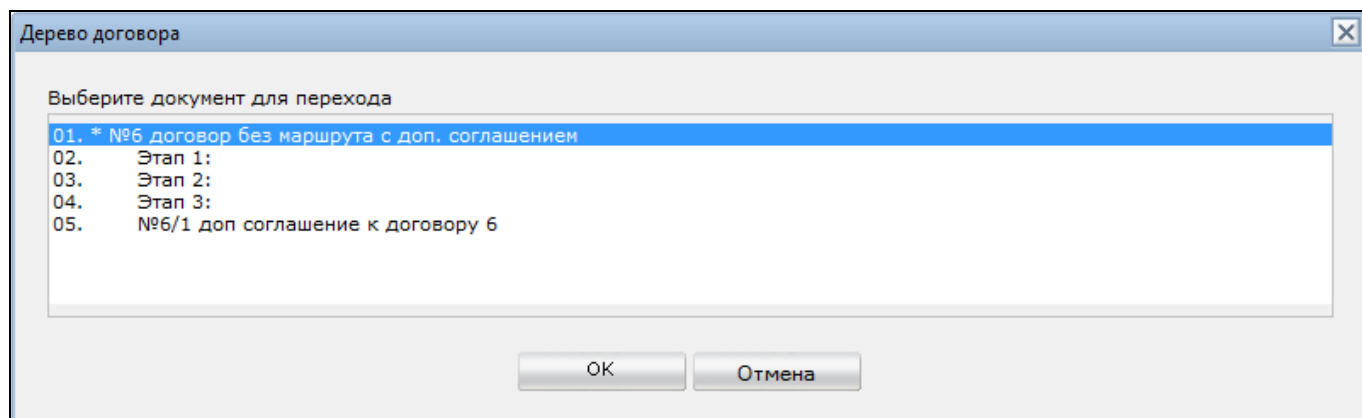 Дерево договора
Выберите документ для перехода
01. * №6 договор без маршрута с доп. соглашением
02. Этап 1:
03. Этап 2:
04. Этап 3:
05. №6/1 доп соглашение к договору 6
OK Отмена